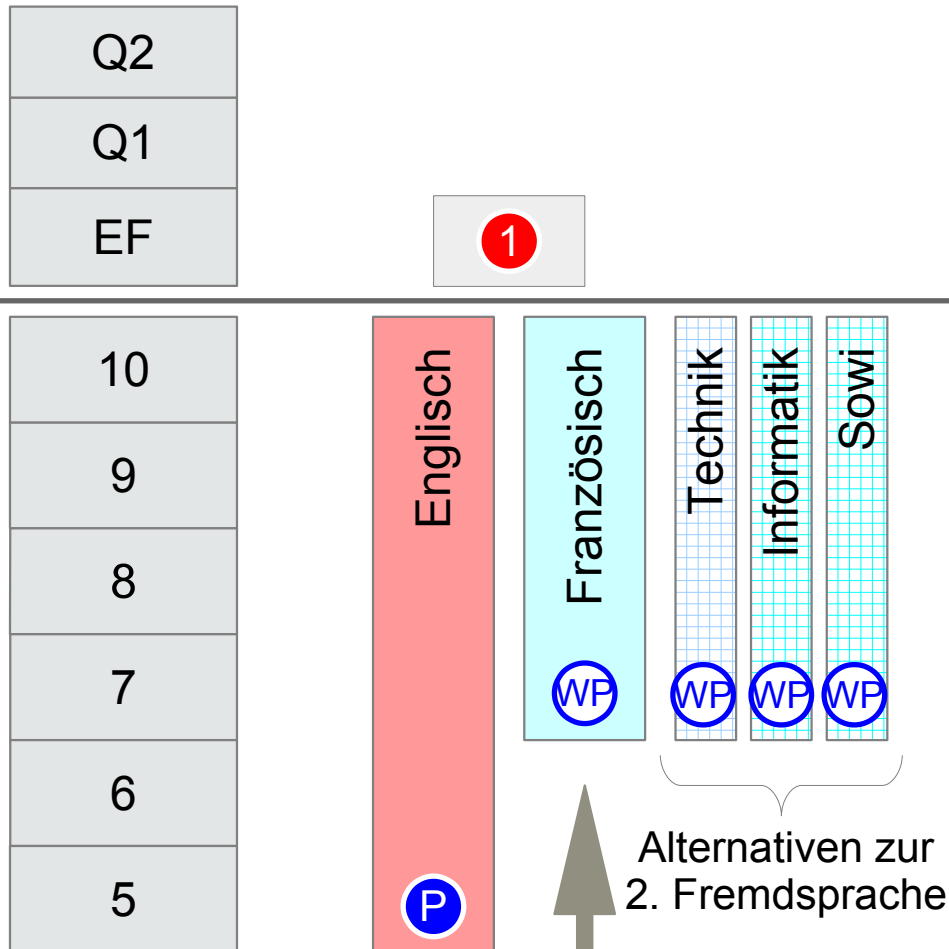 Q2
Q1
EF
1
10
9
8
7
6
5
Englisch
P
Französisch
WP
Technik
WP
Informatik
WP
Sowi
WP
Alternativen zur
2. Fremdsprache